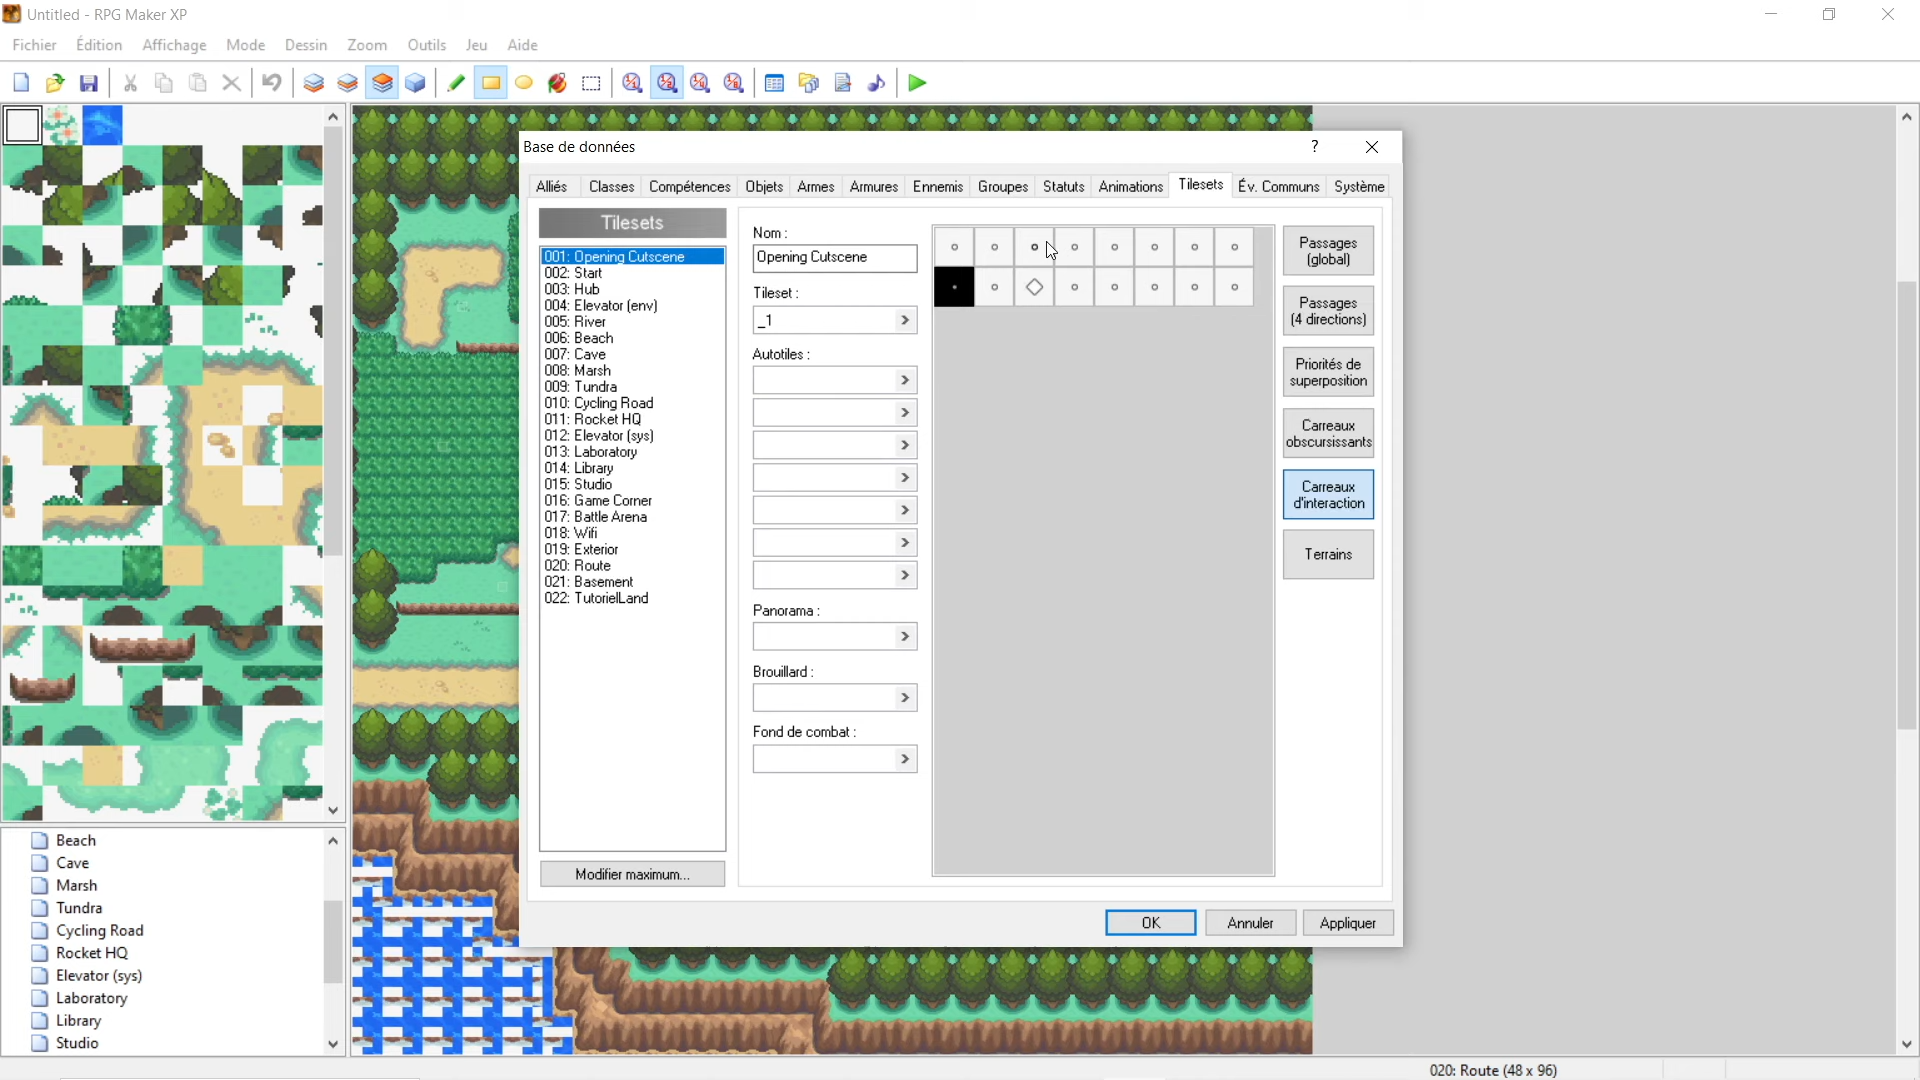 Untitled - RPG Maker XP
Fichier Édition Affichage Mode Dessin Zoom Outils Jeu Aide
Base de données
?
Alliés Classes Compétences Objets Armes Armures Ennemis Groupes Statuts Animations Tilesets Év. Communs Système
Tilesets
001: Opening Cutscene
002: Start
003: Hub
004: Elevator (env)
005: River
006: Beach
007: Cave
008: Marsh
009: Tundra
010: Cycling Road
011: Rocket HQ
012: Elevator (sys)
013: Laboratory
014: Library
015: Studio
016: Game Corner
017: Battle Arena
018: Wifi
019: Exterior
020: Route
021: Basement
022: TutorielLand
Modifier maximum...
Nom :
Opening Cutscene
Tileset :
_1
Autotiles :
Panorama :
Brouillard :
Fond de combat :
Passages
(global)
Passages
(4 directions)
Priorités de
superposition
Carreaux
obscursissants
Carreaux
d'interaction
Terrains
OK Annuler Appliquer
Beach
Cave
Marsh
Tundra
Cycling Road
Rocket HQ
Elevator (sys)
Laboratory
Library
Studio
020: Route (48 x 96)